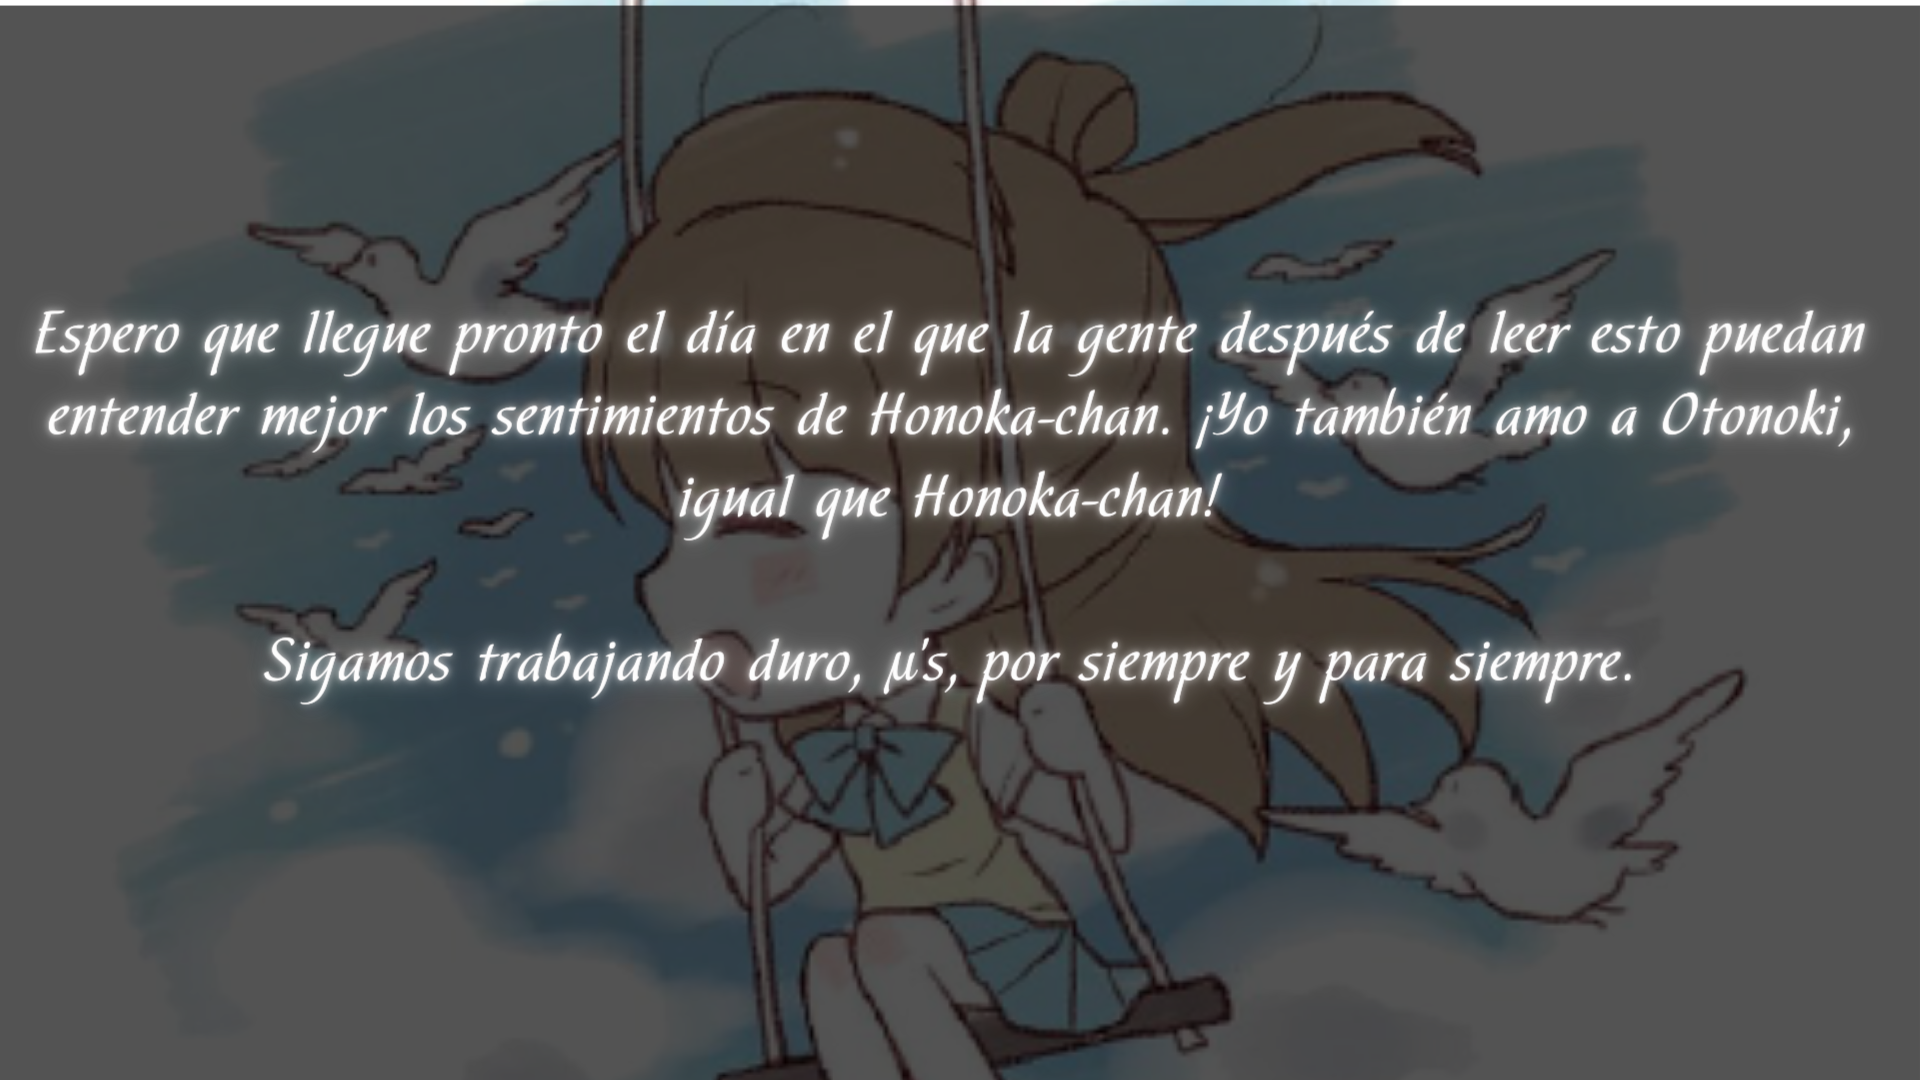 Espero que llegue pronto el día en el que la gente después de leer esto puedan
entender mejor los sentimientos de Honoka-chan. ¡Yo también amo a Otonoki,
igual que Honoka-chan!
Sigamos trabajando duro, µ's, por siempre y para siempre.